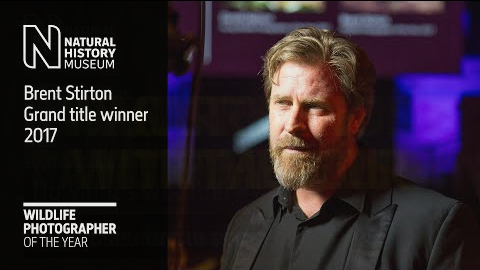 NATURAL
HISTORY
MUSEUM
Brent Stirton
Grand title winner
2017
WILDLIFE
PHOTOGRAPHER
OF THE YEAR